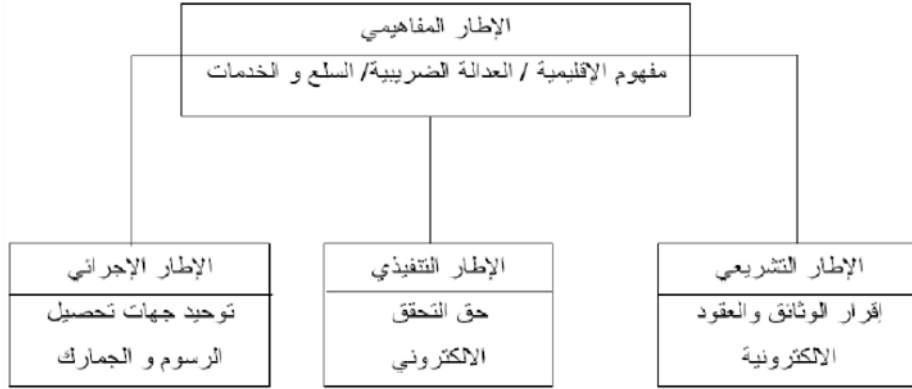 الإطار المفاهيمي
مفهوم الإقليمية / العدالة الضريبية/ السلع و الخدمات
الإطار التشريعي
إقرار الوثائق والعقود
الالكترونية
الإطار التنفيذي
حق التحقق
الالكتروني
الإطار الإجرائي
توحيد جهات تحصيل
الرسوم و الجمارك